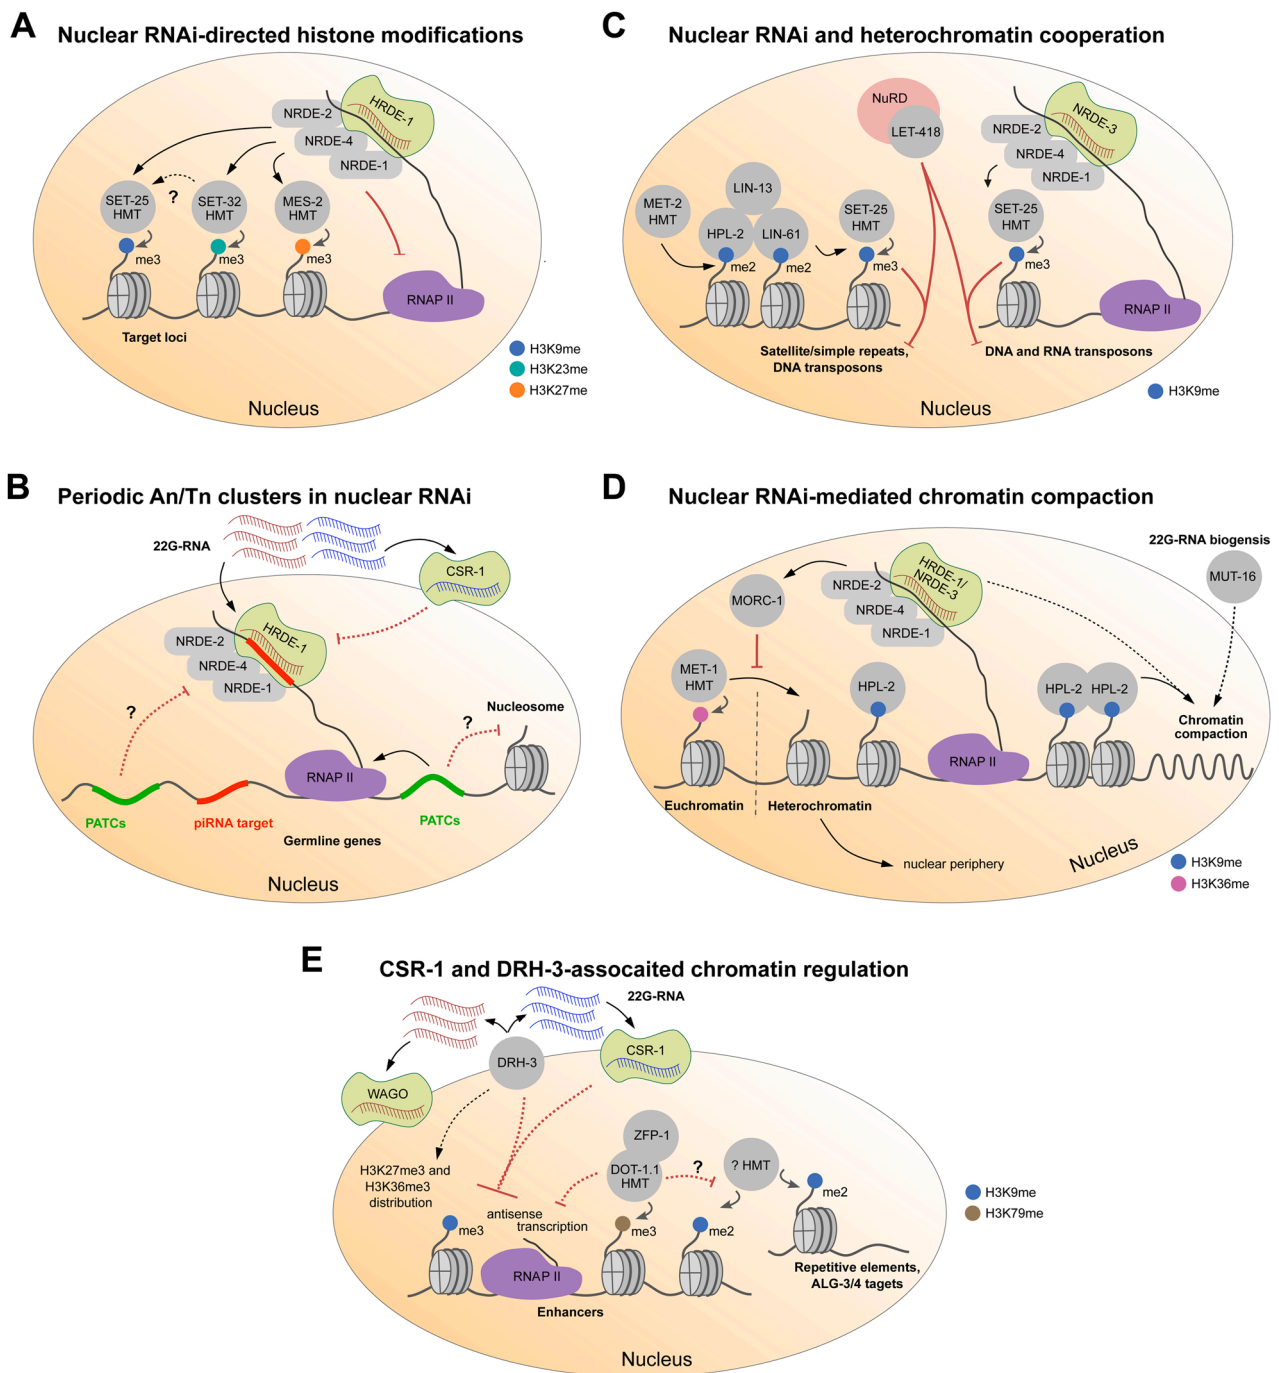 A
Nuclear RNAi-directed histone modifications
HRDE-1
NRDE-2
NRDE-4
NRDE-1
?
SET-25
HMT
SET-32
HMT
MES-2
HMT
me3
me3
me3
RNAP II
Target loci
H3K9me
H3K23me
H3K27me
Nucleus
C
Nuclear RNAi and heterochromatin cooperation
NuRD
LET-418
NRDE-3
NRDE-2
NRDE-4
NRDE-1
LIN-13
MET-2
HMT
HPL-2
LIN-61
SET-25
HMT
SET-25
HMT
me2
me2
me3
me3
RNAP II
Satellite/simple repeats,
DNA transposons
DNA and RNA transposons
H3K9me
Nucleus
B
Periodic An/Tn clusters in nuclear RNAi
22G-RNA
CSR-1
HRDE-1
NRDE-2
NRDE-4
NRDE-1
?
?
Nucleosome
RNAP II
PATCs
piRNA target
PATCs
Germline genes
Nucleus
D
Nuclear RNAi-mediated chromatin compaction
22G-RNA biogensis
MUT-16
HRDE-1/
NRDE-3
NRDE-2
NRDE-4
NRDE-1
MORC-1
MET-1
HMT
HPL-2
HPL-2
HPL-2
Chromatin
compaction
RNAP II
Euchromatin
Heterochromatin
nuclear periphery
Nucleus
H3K9me
H3K36me
E
CSR-1 and DRH-3-assocaited chromatin regulation
22G-RNA
CSR-1
DRH-3
WAGO
ZFP-1
DOT-1.1
HMT
?
? HMT
H3K27me3 and
H3K36me3
distribution
antisense
transcription
me3
me3
me2
me2
RNAP II
Enhancers
Repetitive elements,
ALG-3/4 tagets
H3K9me
H3K79me
Nucleus